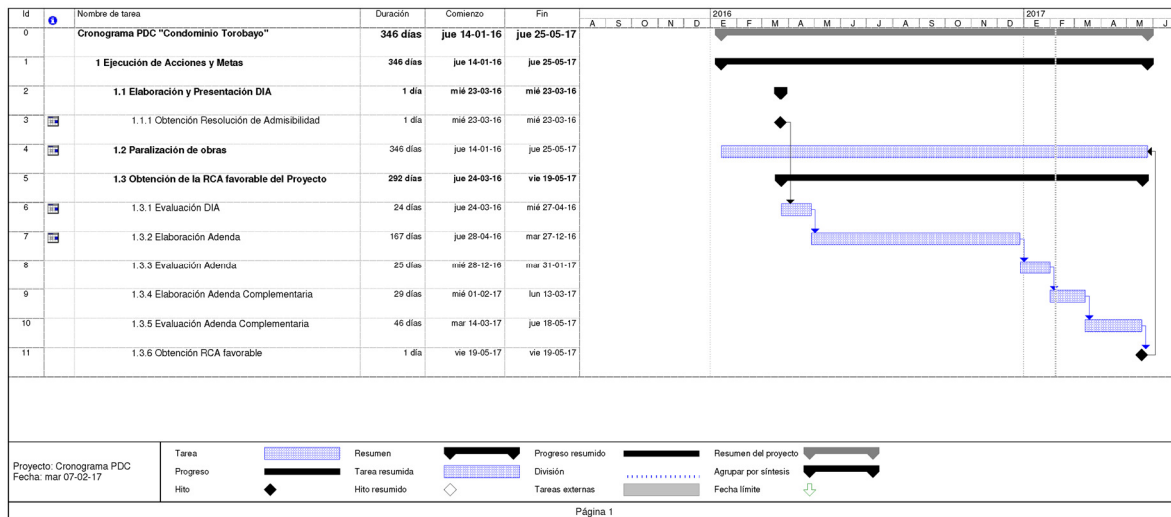 Id Nombre de tarea Duración Comienzo Fin 2016 2017
A S O N D E F M A M J J A S O N D E F M A M J
0 Cronograma PDC "Condominio Torobayo" 346 días jue 14-01-16 jue 25-05-17
1 1 Ejecución de Acciones y Metas 346 días jue 14-01-16 jue 25-05-17
2 1.1 Elaboración y Presentación DIA 1 día mié 23-03-16 mié 23-03-16
3 1.1.1 Obtención Resolución de Admisibilidad 1 día mié 23-03-16 mié 23-03-16
4 1.2 Paralización de obras 346 días jue 14-01-16 jue 25-05-17
5 1.3 Obtención de la RCA favorable del Proyecto 292 días jue 24-03-16 vie 19-05-17
6 1.3.1 Evaluación DIA 24 días jue 24-03-16 mié 27-04-16
7 1.3.2 Elaboración Adenda 167 días jue 28-04-16 mar 27-12-16
8 1.3.3 Evaluación Adenda 25 días mié 28-12-16 mar 31-01-17
9 1.3.4 Elaboración Adenda Complementaria 29 días mié 01-02-17 lun 13-03-17
10 1.3.5 Evaluación Adenda Complementaria 46 días mar 14-03-17 jue 18-05-17
11 1.3.6 Obtención RCA favorable 1 día vie 19-05-17 vie 19-05-17
Proyecto: Cronograma PDC
Fecha: mar 07-02-17
Tarea Resumen Progreso resumido Resumen del proyecto
Progreso Tarea resumida División Agrupar por síntesis
Hito Hito resumido Tareas externas Fecha límite
Página 1